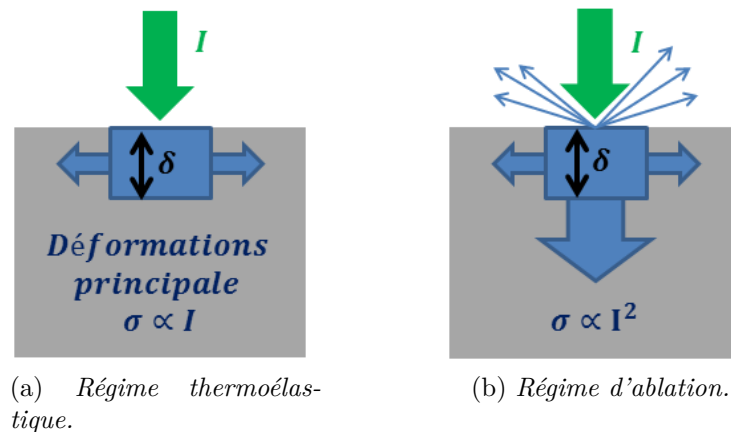 I
δ
Déformations
principale
σ ∝ I
(a) Régime thermoélas-
tique.
I
δ
σ ∝ I²
(b) Régime d'ablation.